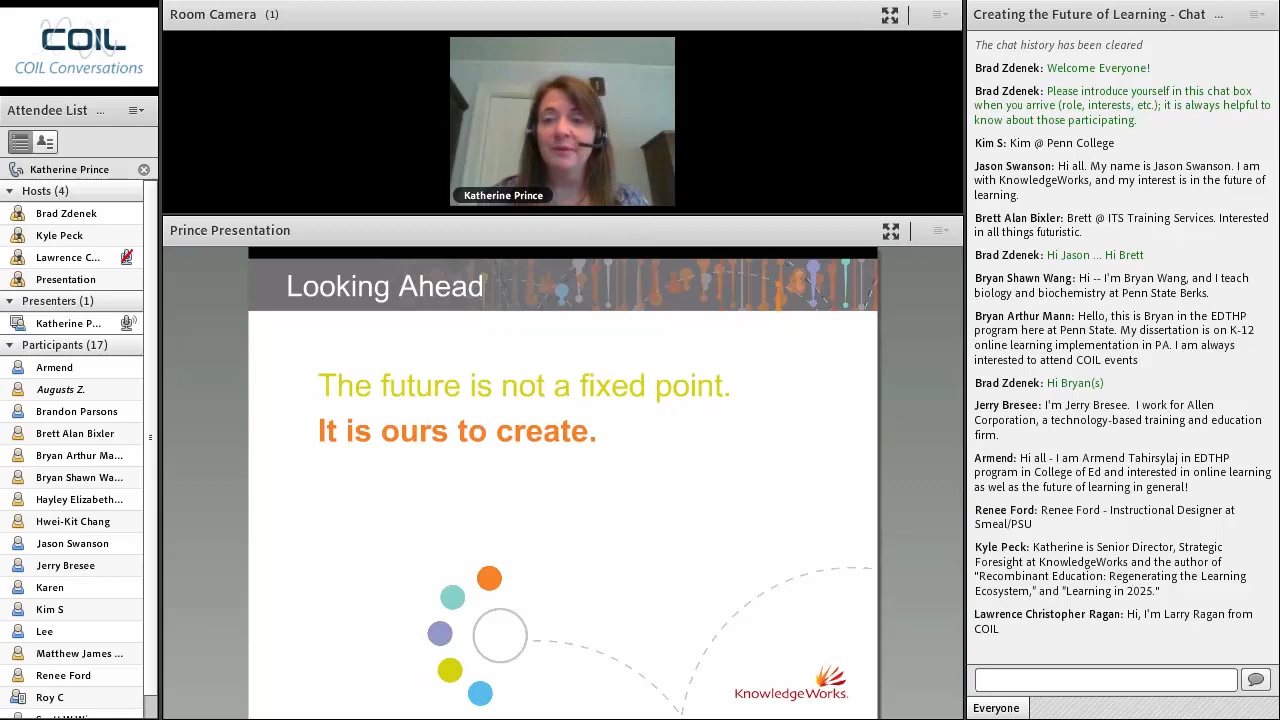 COIL
COIL Conversations
Attendee List ...
Katherine Prince
Hosts (4)
Brad Zdenek
Kyle Peck
Lawrence C...
Presentation
Presenters (1)
Katherine P...
Participants (17)
Armend
Augusts Z.
Brandon Parsons
Brett Alan Bixler
Bryan Arthur Ma...
Bryan Shawn Wa...
Hayley Elizabeth...
Hwei-Kit Chang
Jason Swanson
Jerry Bresee
Karen
Kim S
Lee
Matthew James ...
Renee Ford
Roy C
Room Camera (1)
Katherine Prince
Prince Presentation
Looking Ahead
The future is not a fixed point.
It is ours to create.
KnowledgeWorks.
Creating the Future of Learning - Chat ...
The chat history has been cleared
Brad Zdenek: Welcome Everyone!
Brad Zdenek: Please introduce yourself in this chat box
when you arrive (role, interests, etc.); it is always helpful to
know about those participating.
Kim S: Kim @ Penn College
Jason Swanson: Hi all. My name is Jason Swanson. I am
with KnowledgeWorks, and my interest is in the future of
learning.
Brett Alan Bixler: Brett @ ITS Training Services. Interested
in all things futuristic.
Brad Zdenek: Hi Jason ... Hi Brett
Bryan Shawn Wang: Hi -- I'm Bryan Wang, and I teach
biology and biochemistry at Penn State Berks.
Bryan Arthur Mann: Hello, this is Bryan in the EDTHP
program here at Penn State. My dissertation is on K-12
online learning implementation in PA. I am always
interested to attend COIL events
Brad Zdenek: Hi Bryan(s)
Jerry Bresee: I'm Jerry Bresee. I work for Allen
Corporation, a technology-based training and education
firm.
Armend: Hi all - I am Armend Tahirsylaj in EDTHP
program in College of Ed and interested in online learning
as wel as the future of learning in general!
Renee Ford: Renee Ford - Instructional Designer at
Smeal/PSU
Kyle Peck: Katherine is Senior Director, Strategic
Foresight at KnowledgeWorks and the author of
"Recombinant Education: Regenerating the Learning
Ecosystem," and "Learning in 2025."
Lawrence Christopher Ragan: Hi, I'm Larry Ragan from
COIL
Everyone